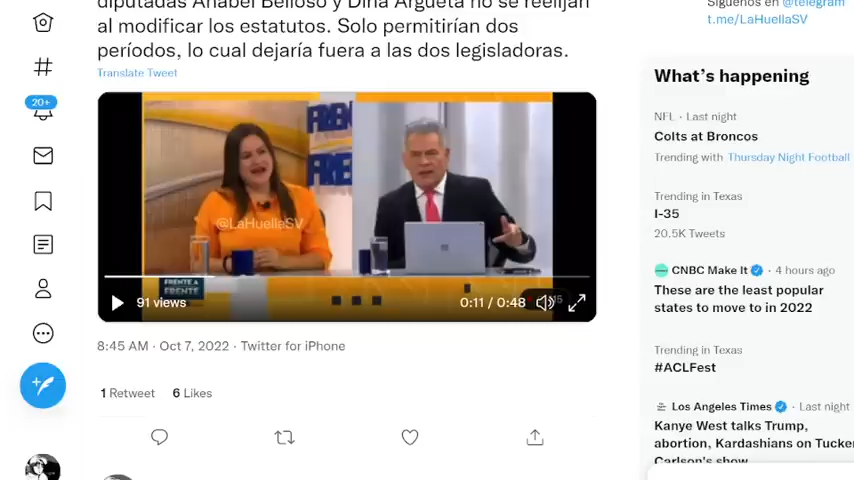 diputadas Anabel Belloso y Dina Argueta no se reelijan
al modificar los estatutos. Solo permitirían dos
períodos, lo cual dejaría fuera a las dos legisladoras.
Translate Tweet
20+
@LaHuellaSV
FRENTE A
FRENTE
91 views
0:11 / 0:48
8:45 AM · Oct 7, 2022 · Twitter for iPhone
1 Retweet 6 Likes
Síguenos en @telegram
t.me/LaHuellaSV
What's happening
NFL · Last night
Colts at Broncos
Trending with Thursday Night Football
Trending in Texas
I-35
20.5K Tweets
CNBC Make It · 4 hours ago
These are the least popular
states to move to in 2022
Trending in Texas
#ACLFest
Los Angeles Times · Last night
Kanye West talks Trump,
abortion, Kardashians on Tucker
Carlson's show